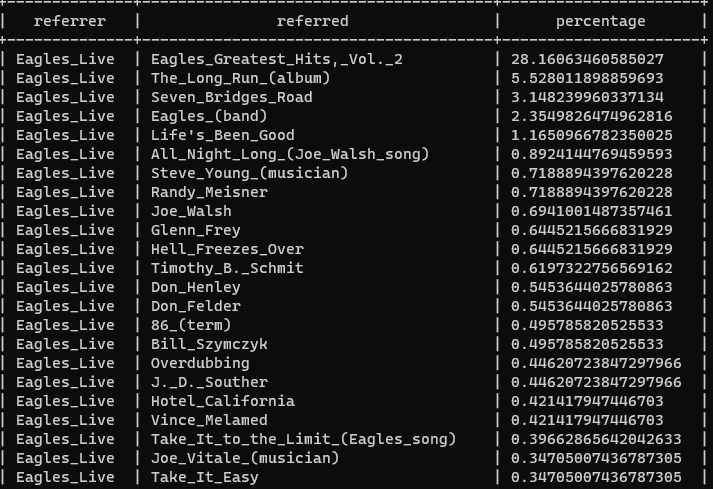 | referrer | referred | percentage |
| Eagles_Live | Eagles_Greatest_Hits,_Vol._2 | 28.16063460585027 |
| Eagles_Live | The_Long_Run_(album) | 5.528011898859693 |
| Eagles_Live | Seven_Bridges_Road | 3.148239960337134 |
| Eagles_Live | Eagles_(band) | 2.3549826474962816 |
| Eagles_Live | Life's_Been_Good | 1.1650966782350025 |
| Eagles_Live | All_Night_Long_(Joe_Walsh_song) | 0.8924144769459593 |
| Eagles_Live | Steve_Young_(musician) | 0.7188894397620228 |
| Eagles_Live | Randy_Meisner | 0.7188894397620228 |
| Eagles_Live | Joe_Walsh | 0.6941001487357461 |
| Eagles_Live | Glenn_Frey | 0.6445215666831929 |
| Eagles_Live | Hell_Freezes_Over | 0.6445215666831929 |
| Eagles_Live | Timothy_B._Schmit | 0.6197322756569162 |
| Eagles_Live | Don_Henley | 0.5453644025780863 |
| Eagles_Live | Don_Felder | 0.5453644025780863 |
| Eagles_Live | 86_(term) | 0.495785820525533 |
| Eagles_Live | Bill_Szymczyk | 0.495785820525533 |
| Eagles_Live | Overdubbing | 0.44620723847297966 |
| Eagles_Live | J._D._Souther | 0.44620723847297966 |
| Eagles_Live | Hotel_California | 0.421417947446703 |
| Eagles_Live | Vince_Melamed | 0.421417947446703 |
| Eagles_Live | Take_It_to_the_Limit_(Eagles_song) | 0.39662865642042633 |
| Eagles_Live | Joe_Vitale_(musician) | 0.34705007436787305 |
| Eagles_Live | Take_It_Easy | 0.34705007436787305 |